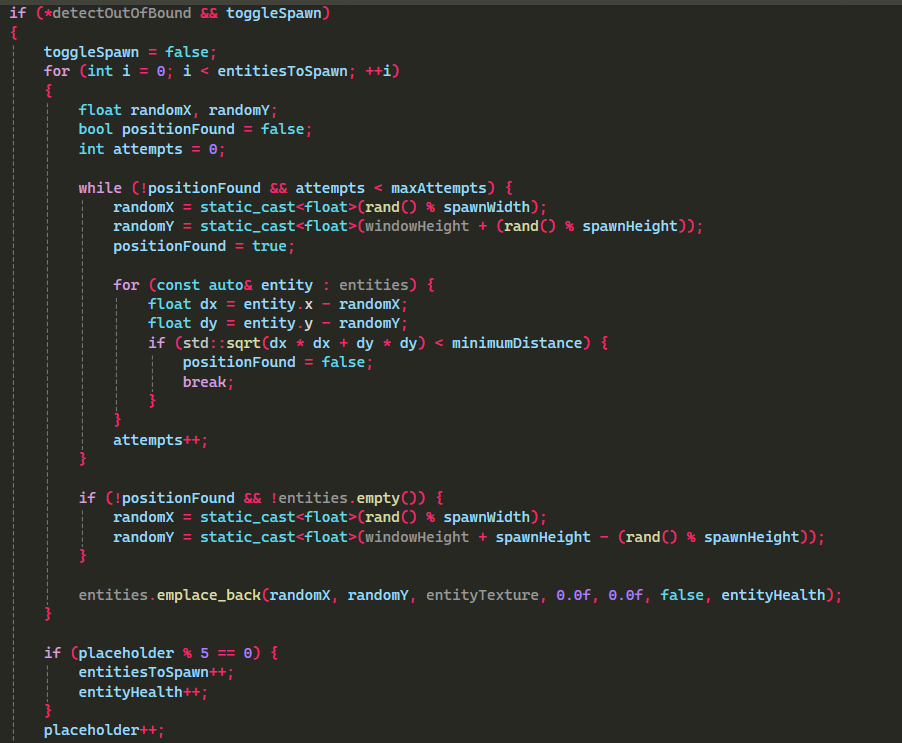 if (*detectOutOfBound && toggleSpawn)
{
    toggleSpawn = false;
    for (int i = 0; i < entitiesToSpawn; ++i)
    {
        float randomX, randomY;
        bool positionFound = false;
        int attempts = 0;

        while (!positionFound && attempts < maxAttempts) {
            randomX = static_cast<float>(rand() % spawnWidth);
            randomY = static_cast<float>(windowHeight + (rand() % spawnHeight));
            positionFound = true;

            for (const auto& entity : entities) {
                float dx = entity.x - randomX;
                float dy = entity.y - randomY;
                if (std::sqrt(dx * dx + dy * dy) < minimumDistance) {
                    positionFound = false;
                    break;
                }
            }
            attempts++;
        }

        if (!positionFound && !entities.empty()) {
            randomX = static_cast<float>(rand() % spawnWidth);
            randomY = static_cast<float>(windowHeight + spawnHeight - (rand() % spawnHeight));
        }

        entities.emplace_back(randomX, randomY, entityTexture, 0.0f, 0.0f, false, entityHealth);
    }

    if (placeholder % 5 == 0) {
        entitiesToSpawn++;
        entityHealth++;
    }
    placeholder++;